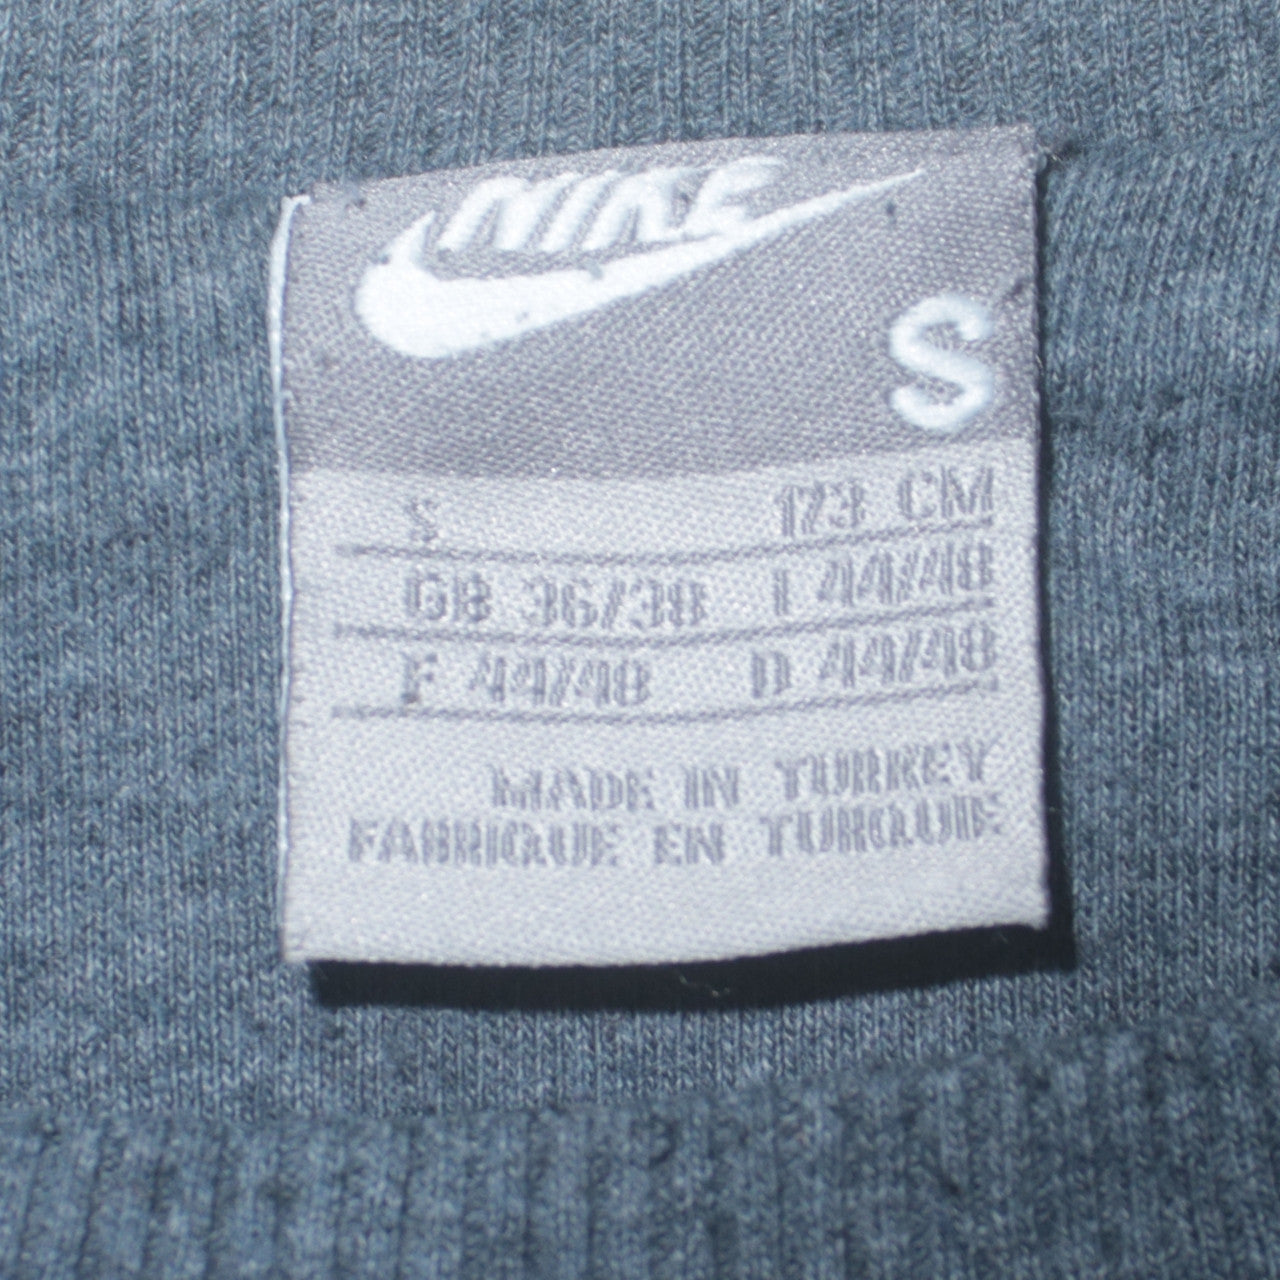 NIKE
S
S 173 CM
GB 36/38 I 44/48
F 44/48 D 44/48
MADE IN TURKEY
FABRIQUE EN TURQUIE